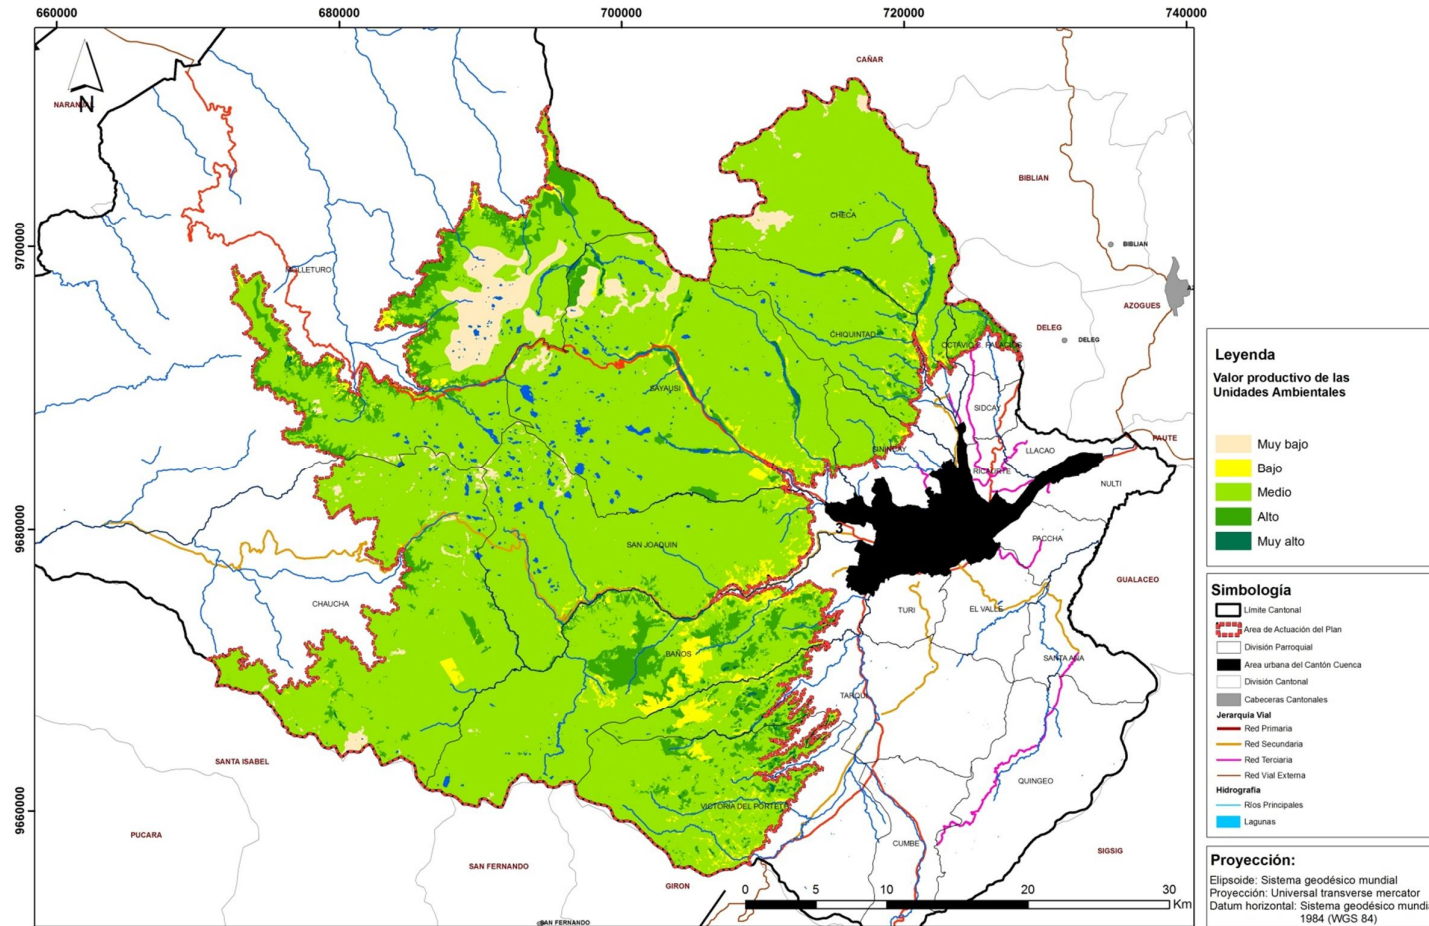 660000
680000
700000
720000
740000
N
NARANJAL
CAÑAR
BIBLIAN
BIBLIAN
CHECA
9700000
MOLLETURO
AZOGUES
DELEG
DELEG
CHIQUINTAD
OCTAVIO C. PALACIOS
SAYAUSI
SIDCAY
SININCAY
LLACAO
PAUTE
RICAURTE
NULTI
9680000
3
PACCHA
SAN JOAQUIN
GUALACEO
CHAUCHA
TURI
EL VALLE
BAÑOS
SANTA ANA
TARQUI
SANTA ISABEL
QUINGEO
9660000
VICTORIA DEL PORTETE
PUCARA
CUMBE
SIGSIG
SAN FERNANDO
GIRON
0
5
10
20
30
Km
SAN FERNANDO
Leyenda
Valor productivo de las
Unidades Ambientales
Muy bajo
Bajo
Medio
Alto
Muy alto
Simbología
Límite Cantonal
Area de Actuación del Plan
División Parroquial
Area urbana del Cantón Cuenca
División Cantonal
Cabeceras Cantonales
Jerarquía Vial
Red Primaria
Red Secundaria
Red Terciaria
Red Vial Externa
Hidrografía
Ríos Principales
Lagunas
Proyección:
Elipsoide: Sistema geodésico mundial
Proyección: Universal transverse mercator
Datum horizontal: Sistema geodésico mundi
1984 (WGS 84)